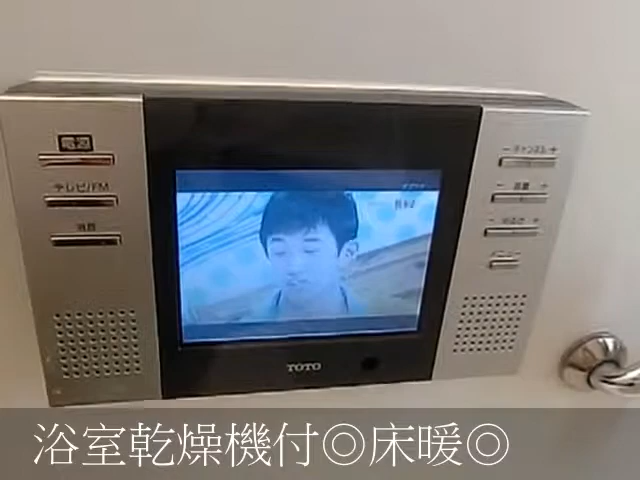 電源
テレビ/FM
消音
− チャンネル +
− 音量 +
TOTO
浴室乾燥機付◎床暖◎